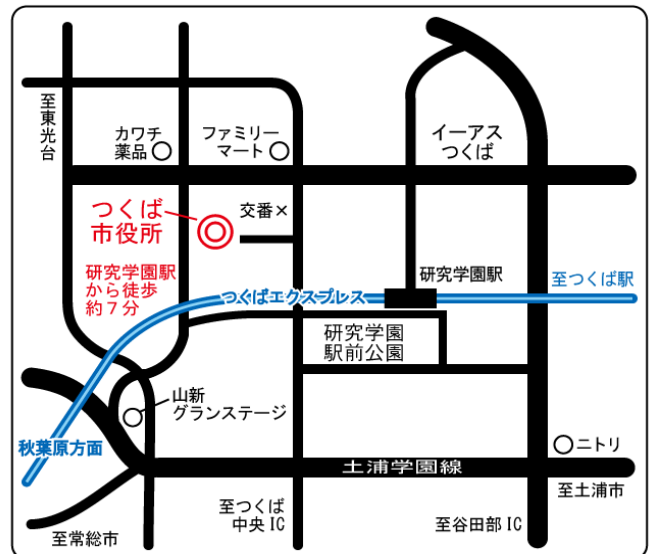 至東光台
カワチ
薬品
ファミリー
マート
イーアス
つくば
つくば
市役所
交番×
研究学園駅
から徒歩
約７分
研究学園駅
至つくば駅
つくばエクスプレス
研究学園
駅前公園
山新
グランステージ
秋葉原方面
ニトリ
土浦学園線
至土浦市
至つくば
中央IC
至谷田部IC
至常総市